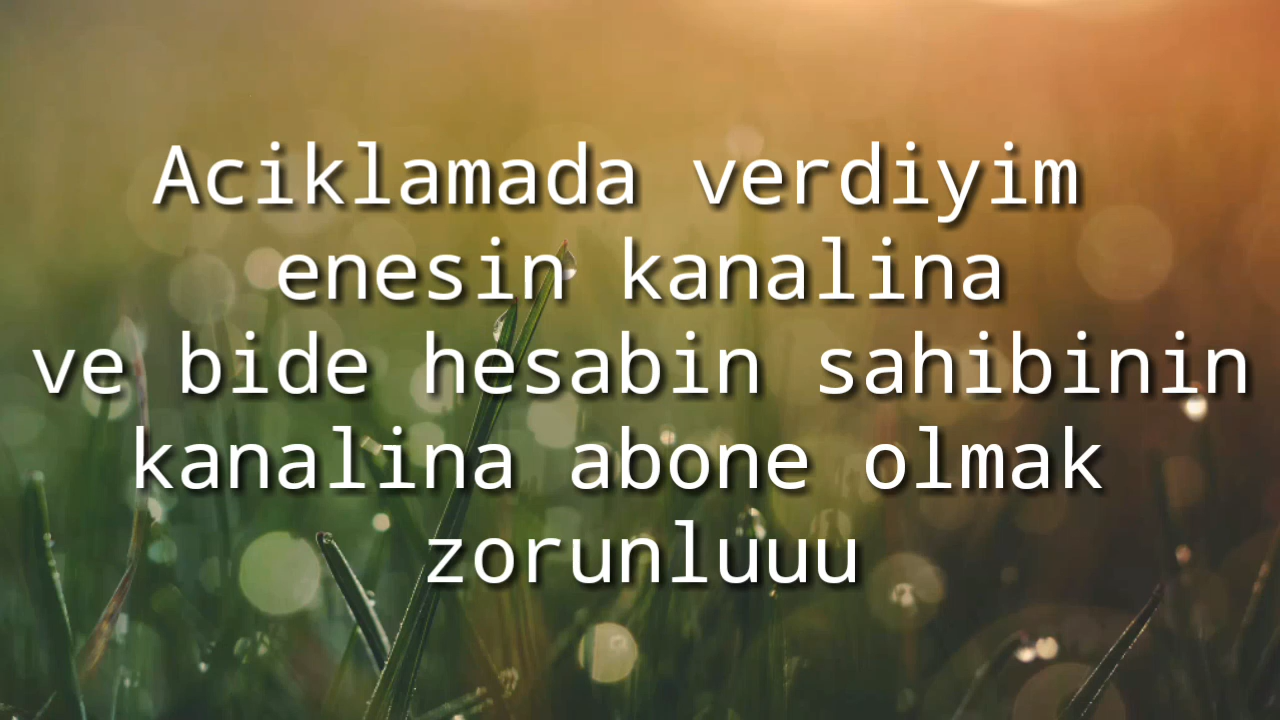 Aciklamada verdiyim
enesin kanalina
ve bide hesabin sahibinin
kanalina abone olmak
zorunluuu